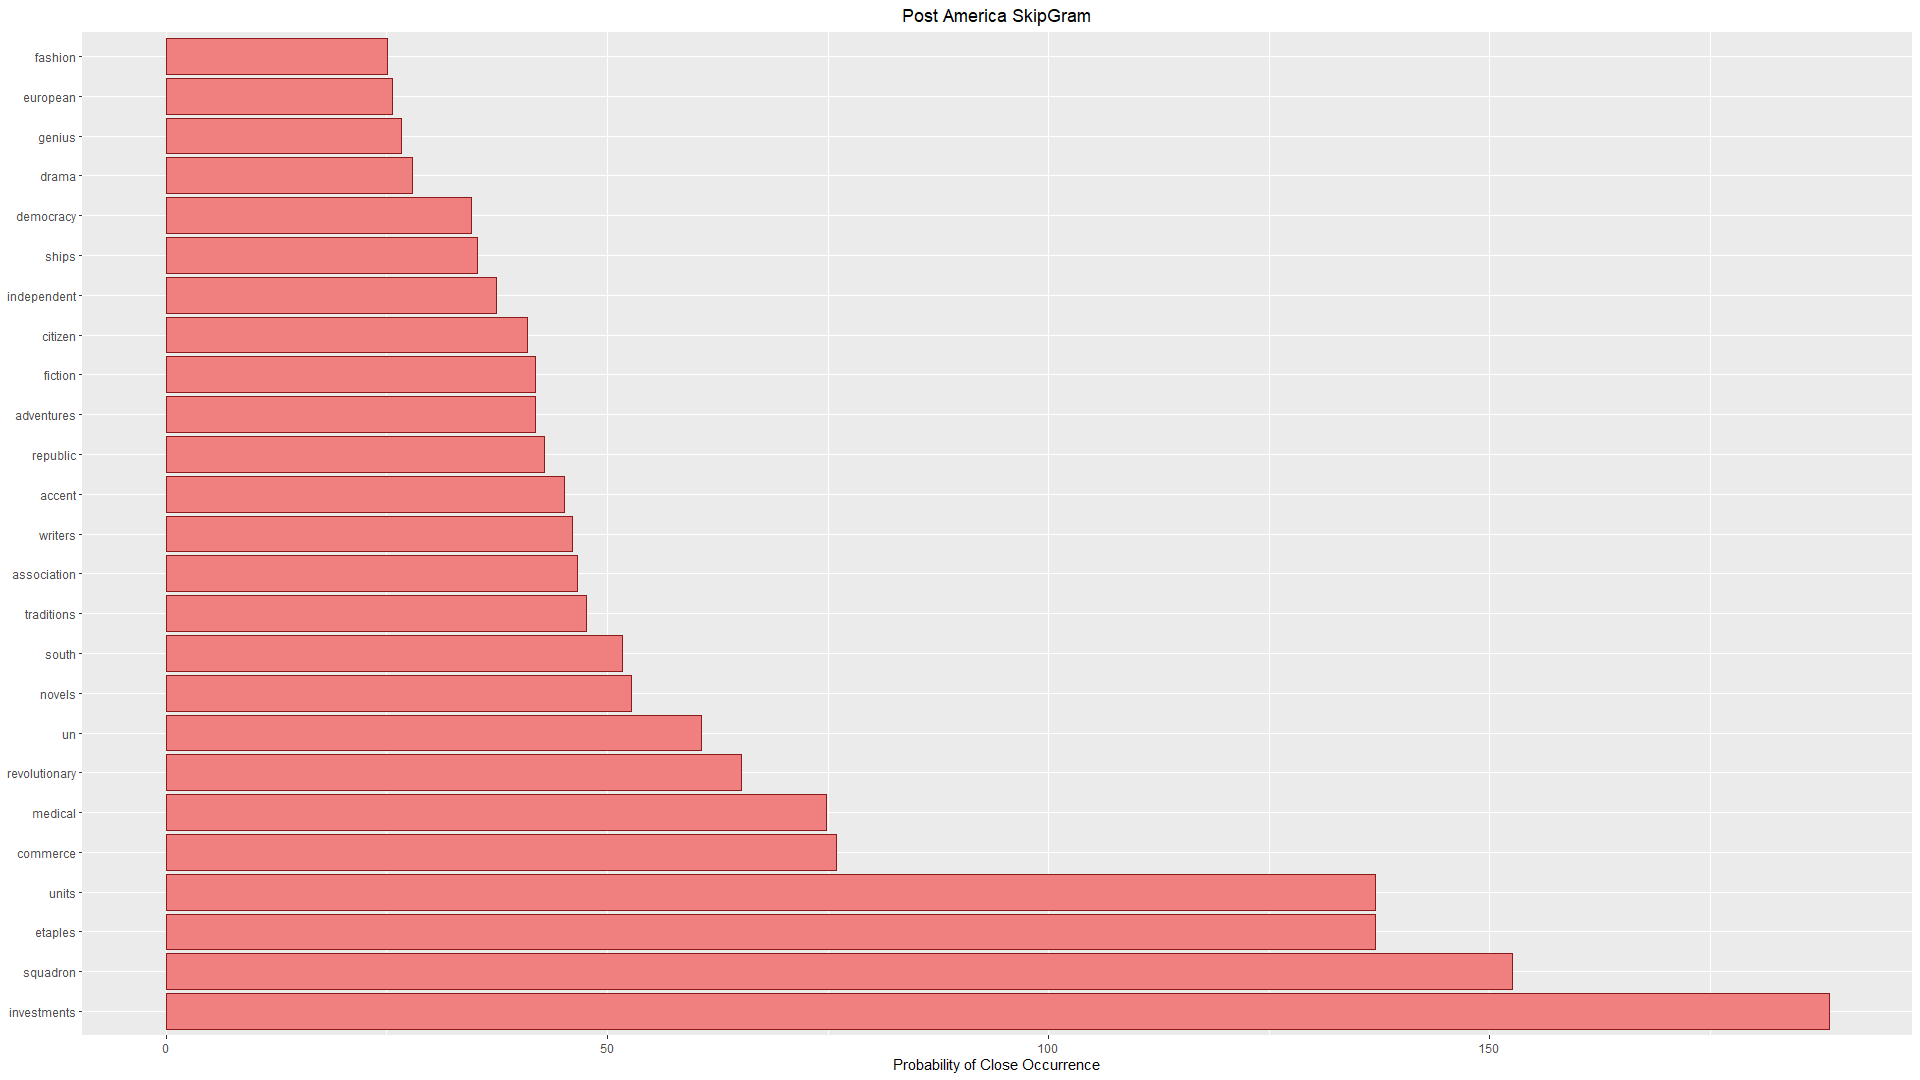 Post America SkipGram
fashion
european
genius
drama
democracy
ships
independent
citizen
fiction
adventures
republic
accent
writers
association
traditions
south
novels
un
revolutionary
medical
commerce
units
etaples
squadron
investments
0 50 100 150
Probability of Close Occurrence